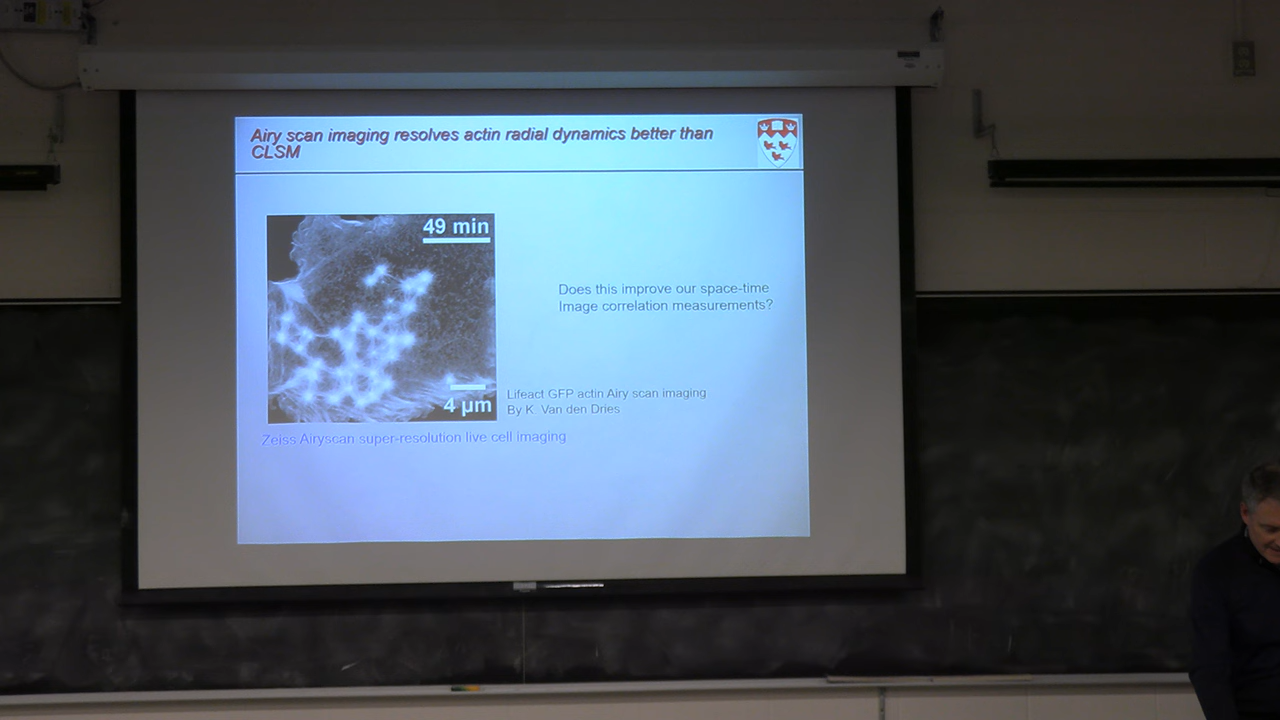 Airy scan imaging resolves actin radial dynamics better than
CLSM
49 min
Does this improve our space-time
Image correlation measurements?
Lifeact GFP actin Airy scan imaging
By K. Van den Dries
4 µm
Zeiss Airyscan super-resolution live cell imaging